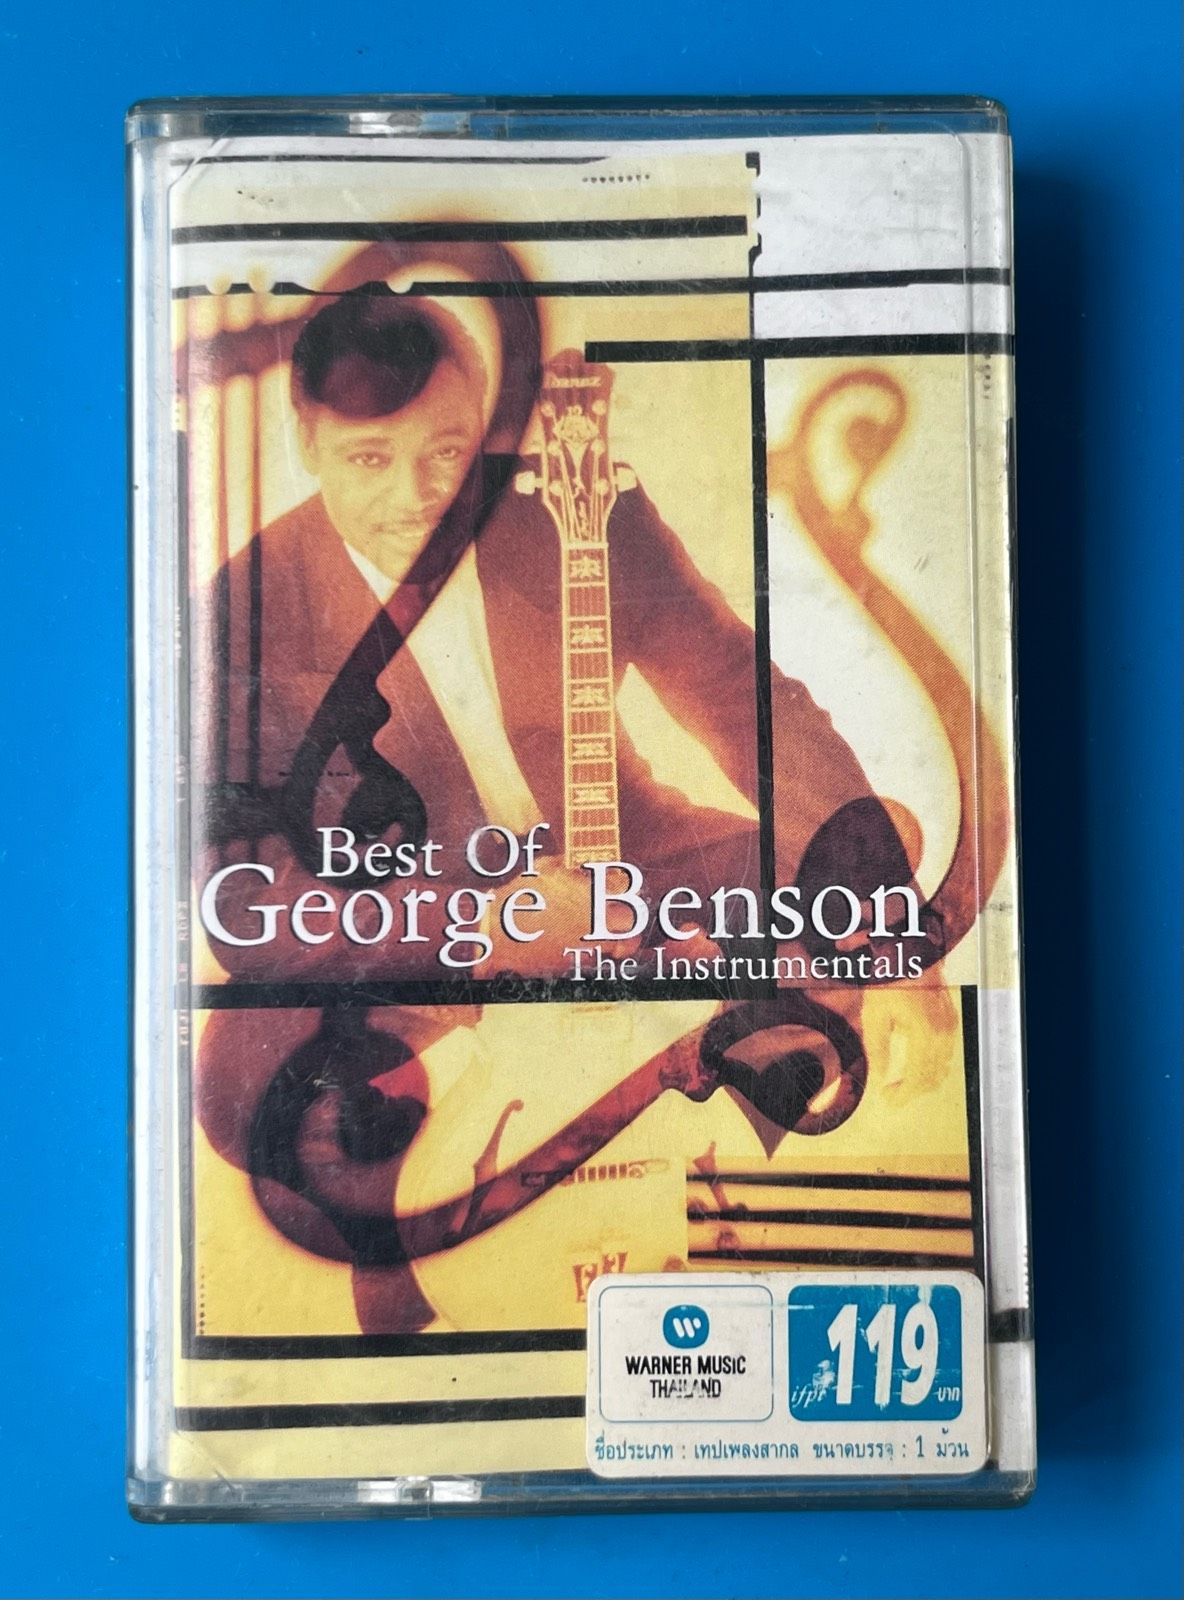 Ibanez
Best Of
George Benson
The Instrumentals
WARNER MUSIC
THAILAND
ifpi 119 บาท
ชื่อประเภท : เทปเพลงสากล ขนาดบรรจุ : 1 ม้วน